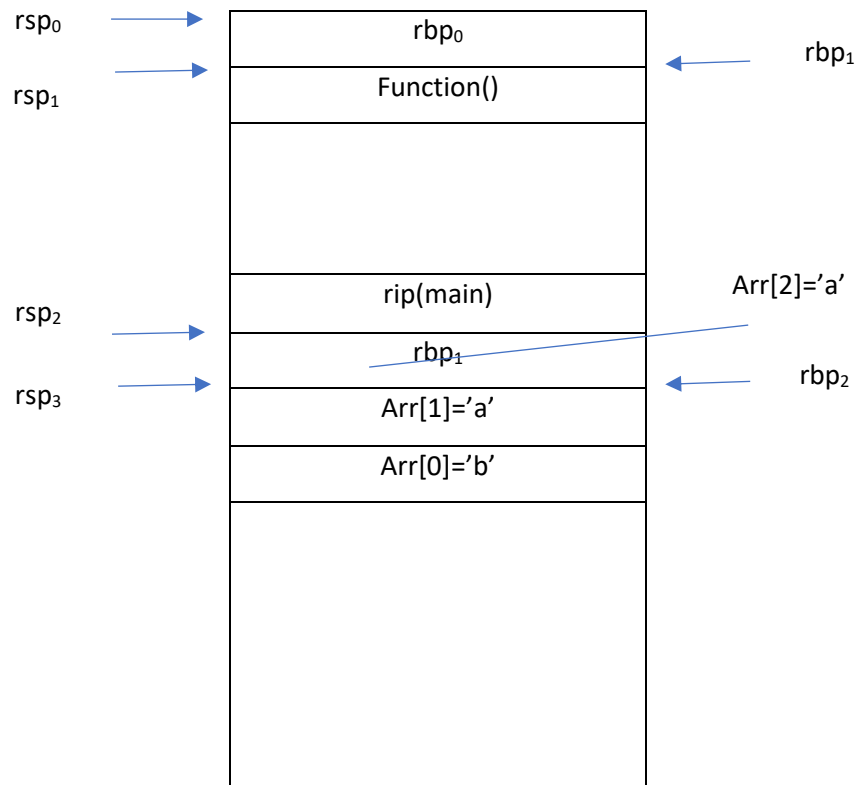 rsp₀
rbp₀
rbp₁
rsp₁
Function()
rip(main)
Arr[2]=’a’
rsp₂
rbp₁
rsp₃
rbp₂
Arr[1]=’a’
Arr[0]=’b’